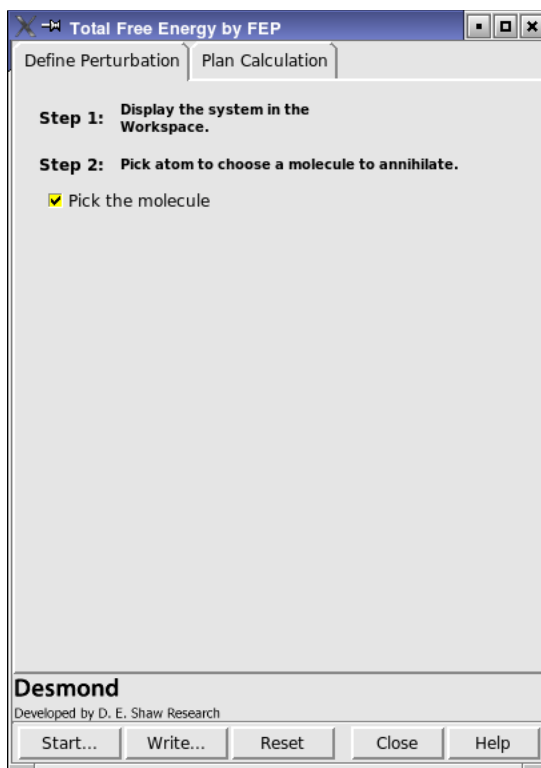 Total Free Energy by FEP
Define Perturbation Plan Calculation
Step 1: Display the system in the
Workspace.
Step 2: Pick atom to choose a molecule to annihilate.
Pick the molecule
Desmond
Developed by D. E. Shaw Research
Start... Write... Reset Close Help